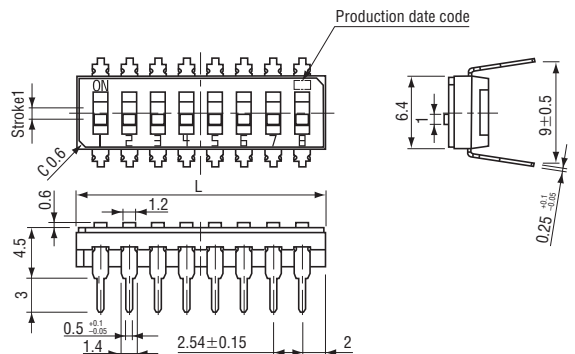 Production date code
ON
1 2 3 4 5 6 7 8
Stroke1
C 0.6
L
6.4
1
9±0.5
0.25 +0.1 -0.05
0.6
1.2
4.5
3
0.5 +0.1 -0.05
1.4
2.54±0.15
2